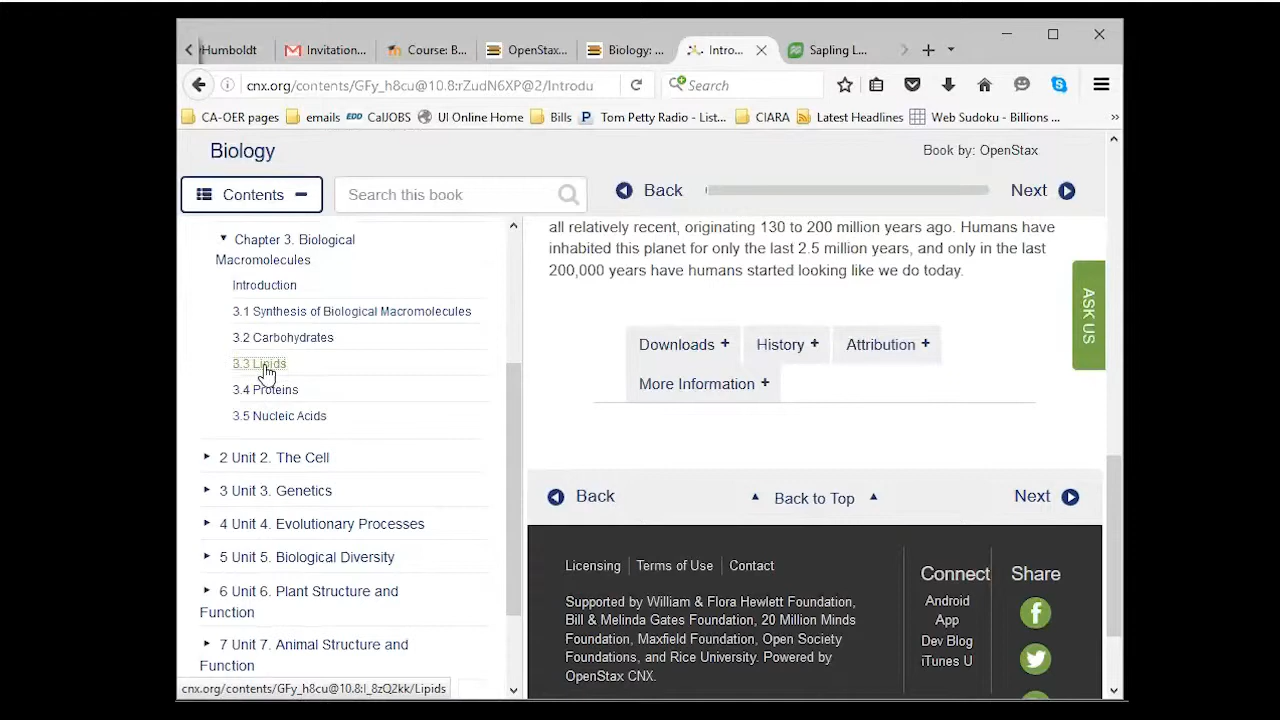 Humboldt
Invitation...
Course: B...
OpenStax...
Biology: ...
Intro...
Sapling L...
cnx.org/contents/GFy_h8cu@10.8:rZudN6XP@2/Introdu
Search
CA-OER pages
emails
EDD CalJOBS
UI Online Home
Bills
P Tom Petty Radio - List...
CIARA
Latest Headlines
Web Sudoku - Billions ...
Biology
Book by: OpenStax
Contents
Search this book
Back
Next
Chapter 3. Biological
Macromolecules
Introduction
3.1 Synthesis of Biological Macromolecules
3.2 Carbohydrates
3.3 Lipids
3.4 Proteins
3.5 Nucleic Acids
2 Unit 2. The Cell
3 Unit 3. Genetics
4 Unit 4. Evolutionary Processes
5 Unit 5. Biological Diversity
6 Unit 6. Plant Structure and
Function
7 Unit 7. Animal Structure and
Function
cnx.org/contents/GFy_h8cu@10.8:l_8zQ2kk/Lipids
all relatively recent, originating 130 to 200 million years ago. Humans have
inhabited this planet for only the last 2.5 million years, and only in the last
200,000 years have humans started looking like we do today.
Downloads +
History +
Attribution +
More Information +
ASK US
Back
Back to Top
Next
Licensing
Terms of Use
Contact
Supported by William & Flora Hewlett Foundation,
Bill & Melinda Gates Foundation, 20 Million Minds
Foundation, Maxfield Foundation, Open Society
Foundations, and Rice University. Powered by
OpenStax CNX.
Connect
Android
App
Dev Blog
iTunes U
Share